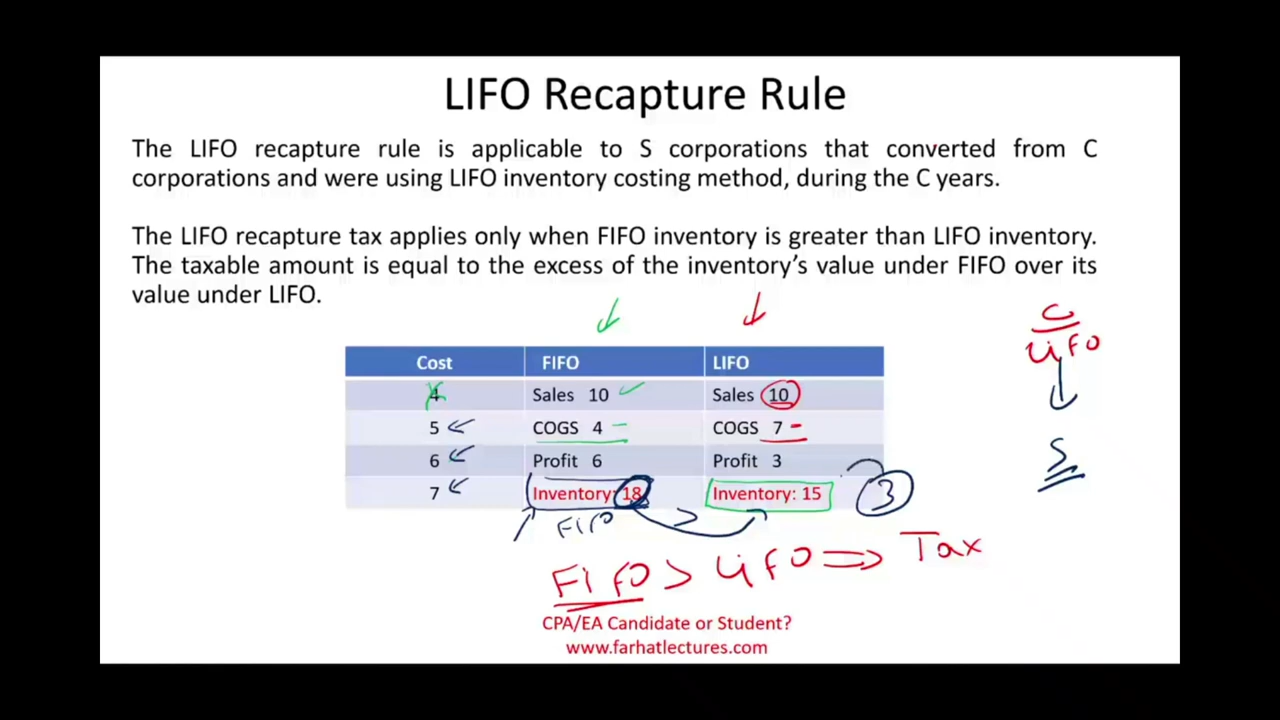 LIFO Recapture Rule
The LIFO recapture rule is applicable to S corporations that converted from C
corporations and were using LIFO inventory costing method, during the C years.
The LIFO recapture tax applies only when FIFO inventory is greater than LIFO inventory.
The taxable amount is equal to the excess of the inventory's value under FIFO over its
value under LIFO.
C
LIFO
S
Cost FIFO LIFO
4 Sales 10 Sales 10
5 COGS 4 COGS 7
6 Profit 6 Profit 3
7 Inventory: 18 Inventory: 15 3
FIFO >
FIFO > LIFO ⇒ Tax
CPA/EA Candidate or Student?
www.farhatlectures.com